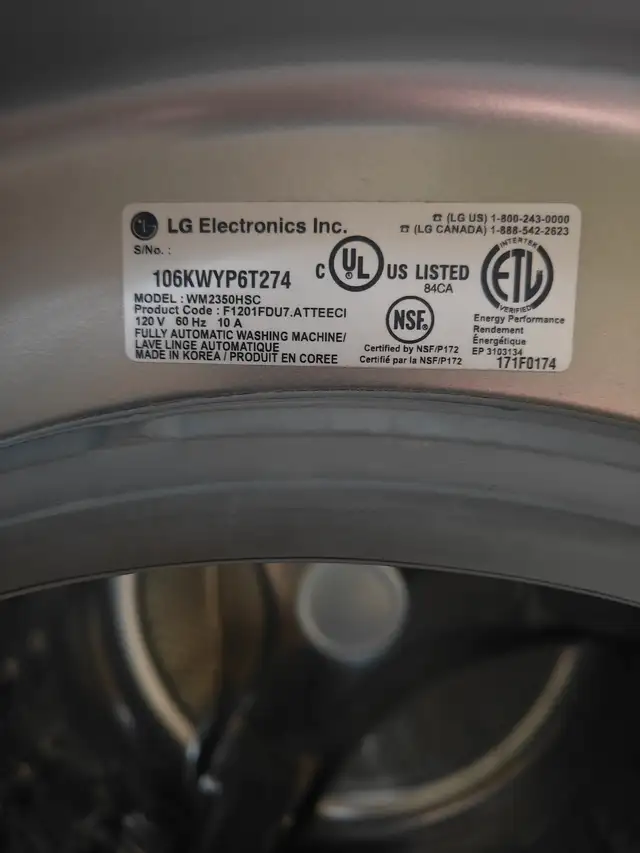 LG Electronics Inc.
☎ (LG US) 1-800-243-0000
☎ (LG CANADA) 1-888-542-2623
S/No. :
106KWYP6T274
MODEL : WM2350HSC
Product Code : F1201FDU7.ATTEECI
120 V 60 Hz 10 A
FULLY AUTOMATIC WASHING MACHINE/
LAVE LINGE AUTOMATIQUE
MADE IN KOREA / PRODUIT EN COREE
C UL US LISTED
84CA
NSF.
Certified by NSF/P172
Certifié par la NSF/P172
INTERTEK
ETL
VERIFIED
Energy Performance
Rendement
Énergétique
EP 3103134
171F0174